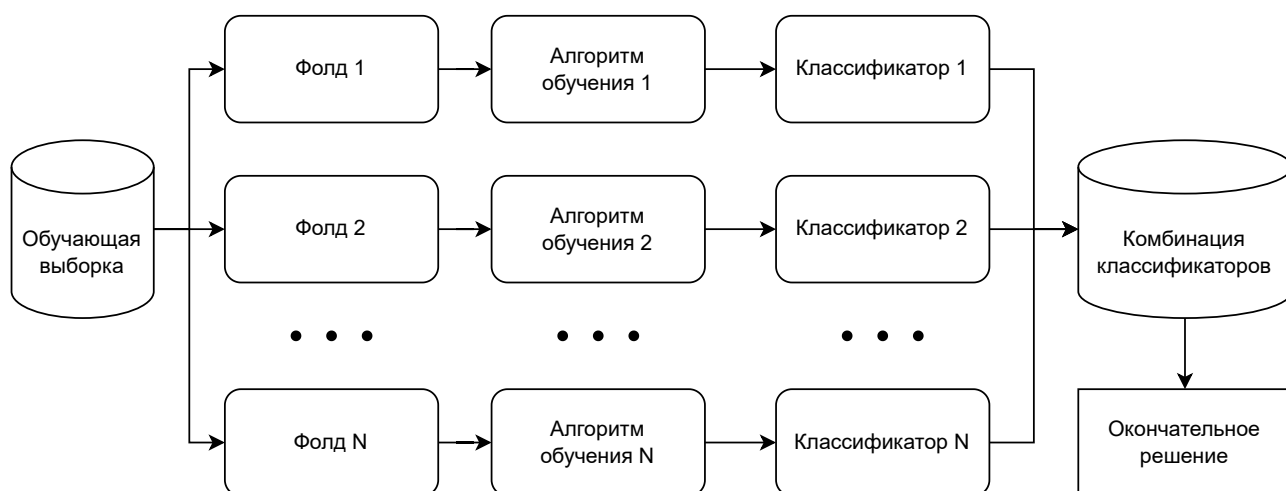 Фолд 1
Алгоритм
обучения 1
Классификатор 1
Обучающая
выборка
Фолд 2
Алгоритм
обучения 2
Классификатор 2
Комбинация
классификаторов
Фолд N
Алгоритм
обучения N
Классификатор N
Окончательное
решение